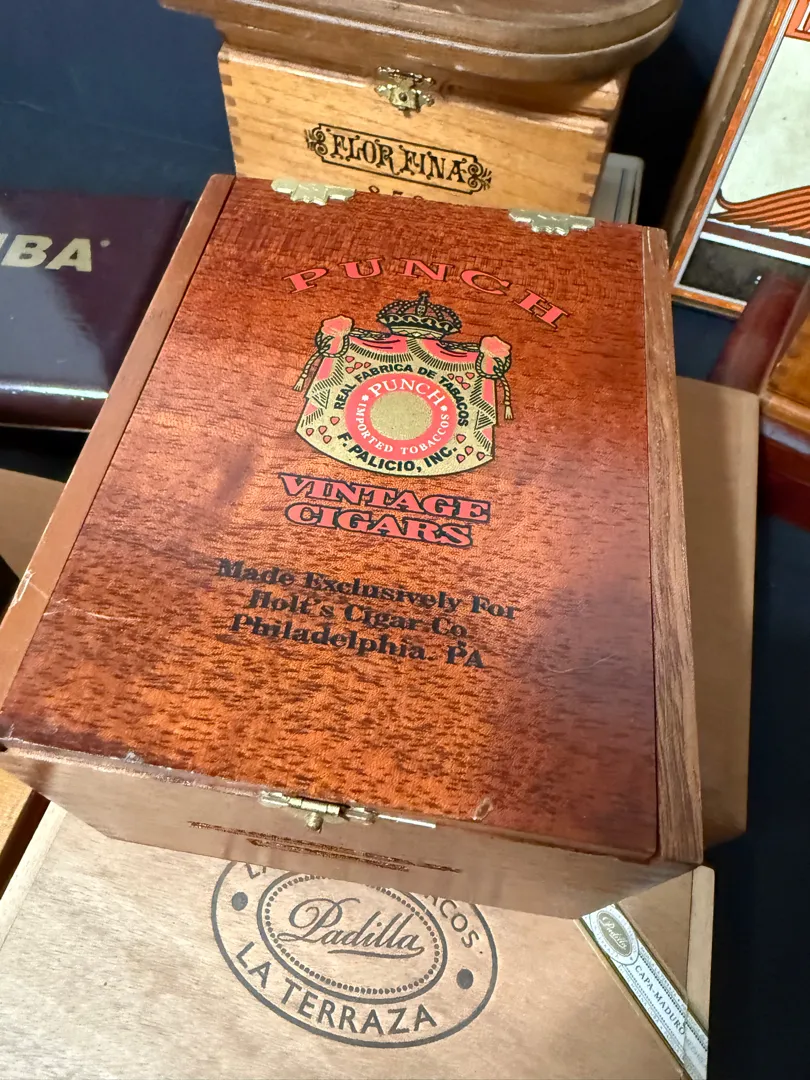 FLOR FINA
IBA
PUNCH
REAL FABRICA DE TABACOS
PUNCH
IMPORTED TOBACCOS
F. PALICIO, INC.
VINTAGE
CIGARS
Made Exclusively For
Holt's Cigar Co
Philadelphia, PA
Padilla
LA TERRAZA
Padilla
CAPA-MADURO